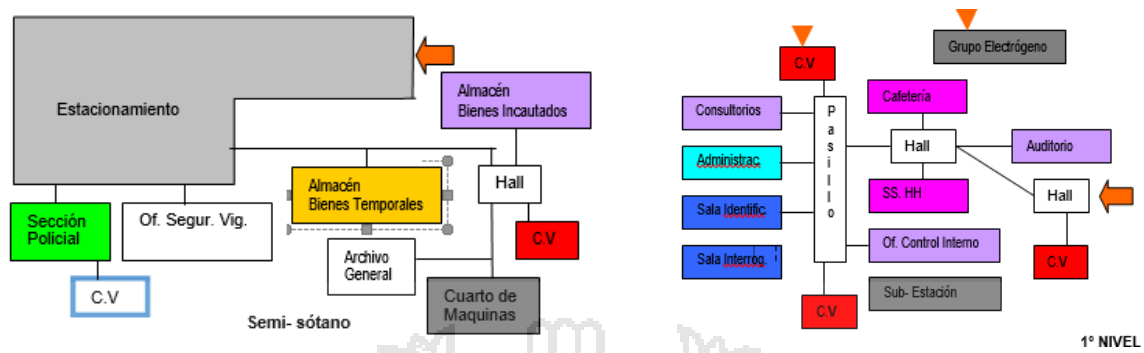 Estacionamiento
Almacén
Bienes Incautados
Almacén
Bienes Temporales
Hall
Sección
Policial
Of. Segur. Vig.
C.V
Archivo
General
C.V
Cuarto de
Maquinas
Semi- sótano
C.V
Grupo Electrógeno
Consultorios
Pasillo
Cafetería
Administrac.
Hall
Auditorio
Sala Identific.
SS. HH
Hall
Sala Interrog.
Of. Control Interno
C.V
Sub- Estación
C.V
1º NIVEL